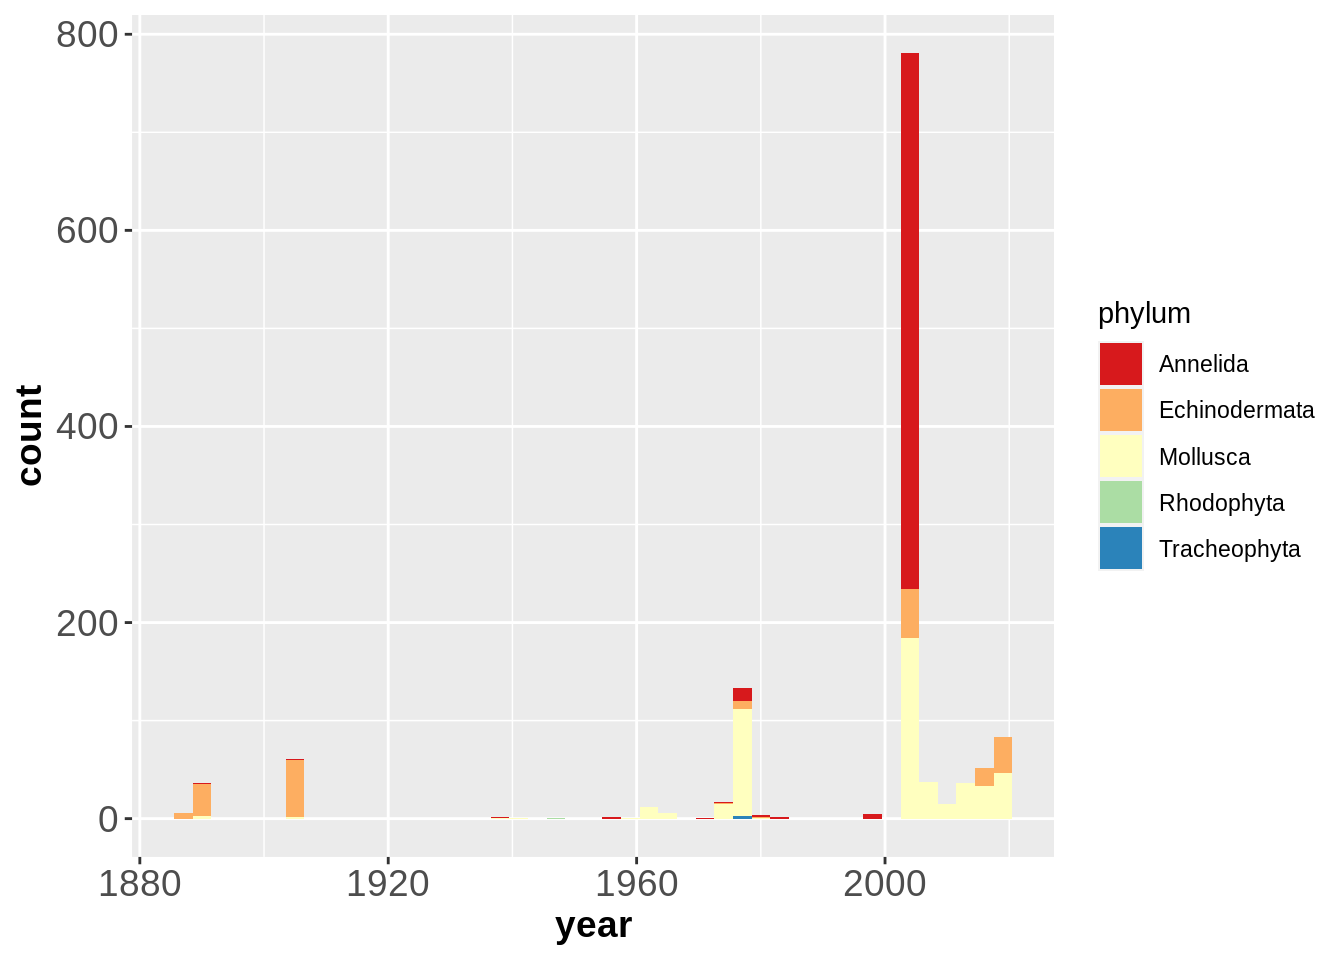 800
600
400
200
0
count
1880 1920 1960 2000
year
phylum
Annelida
Echinodermata
Mollusca
Rhodophyta
Tracheophyta